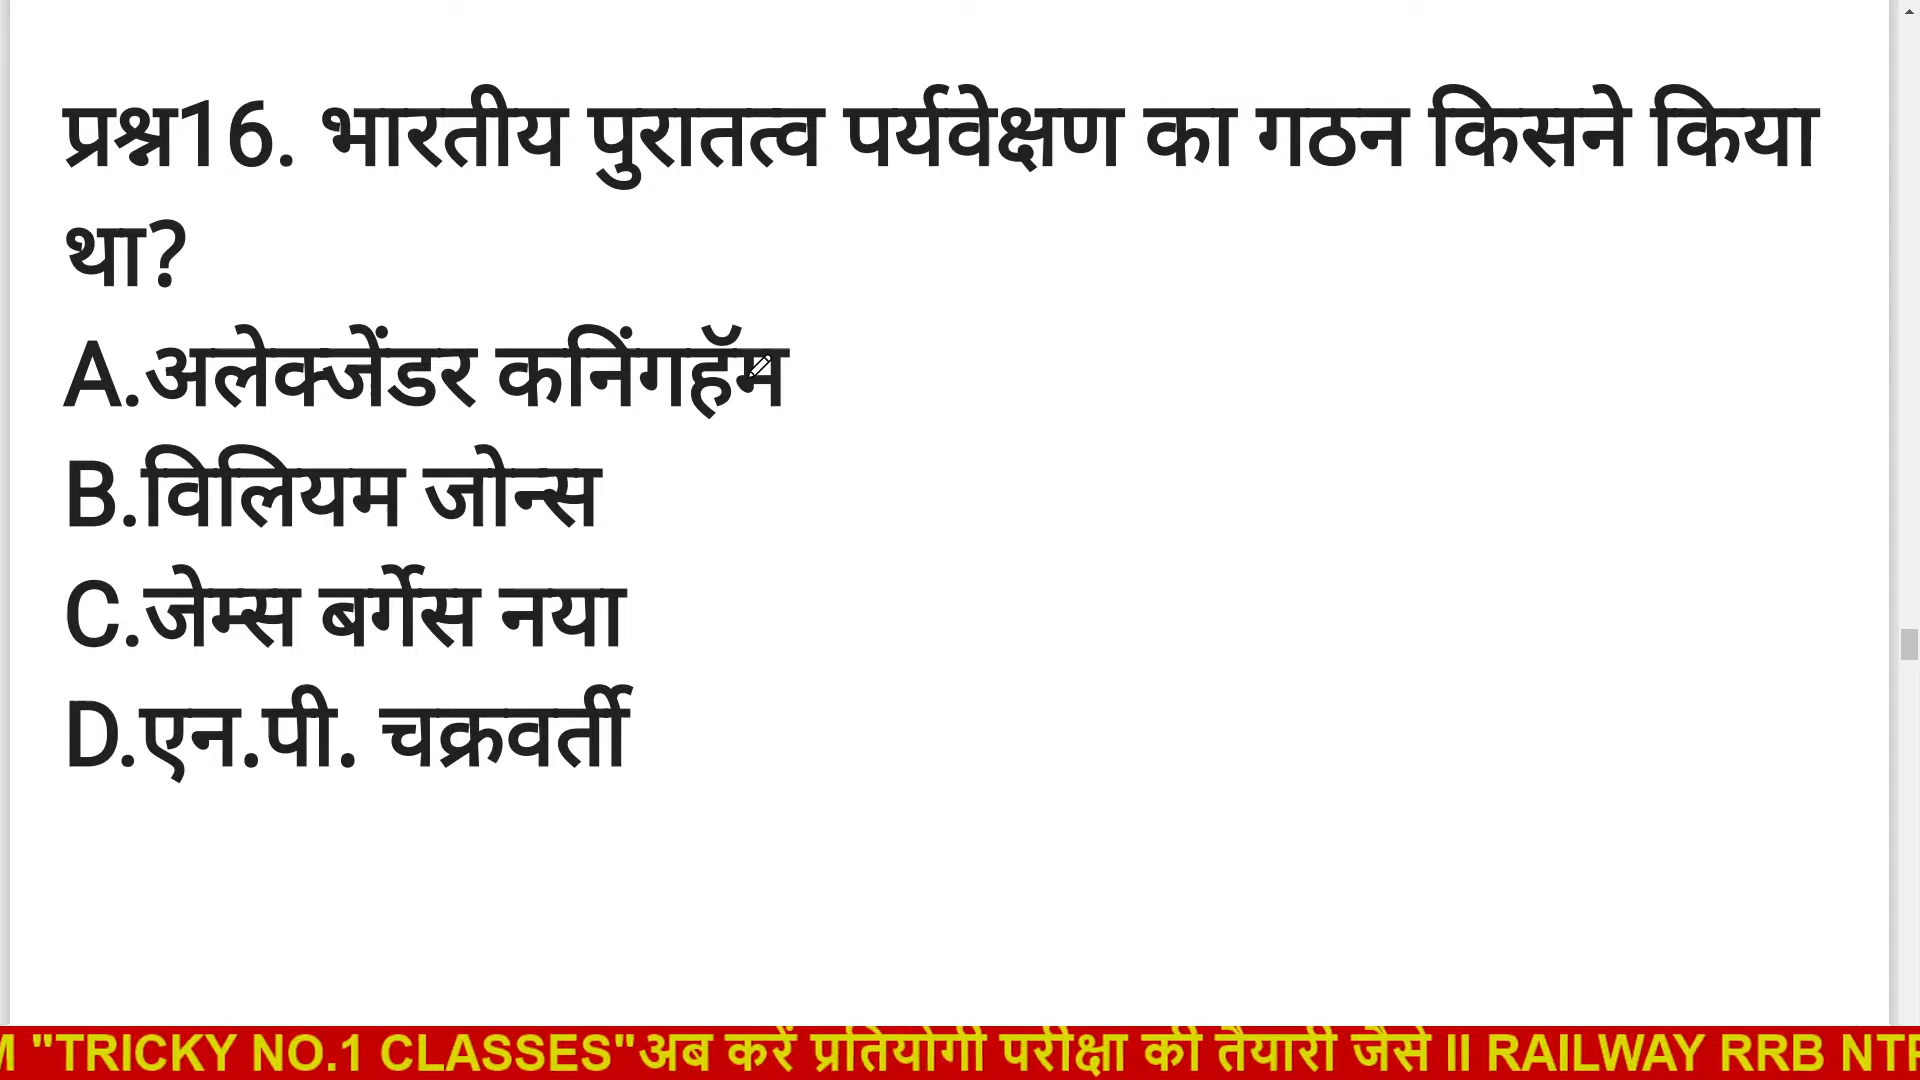 प्रश्न16. भारतीय पुरातत्व पर्यवेक्षण का गठन किसने किया
था?
A.अलेक्जेंडर कनिंगहॅम
B.विलियम जोन्स
C.जेम्स बर्गेस नया
D.एन.पी. चक्रवर्ती
"TRICKY NO.1 CLASSES"अब करें प्रतियोगी परीक्षा की तैयारी जैसे II RAILWAY RRB